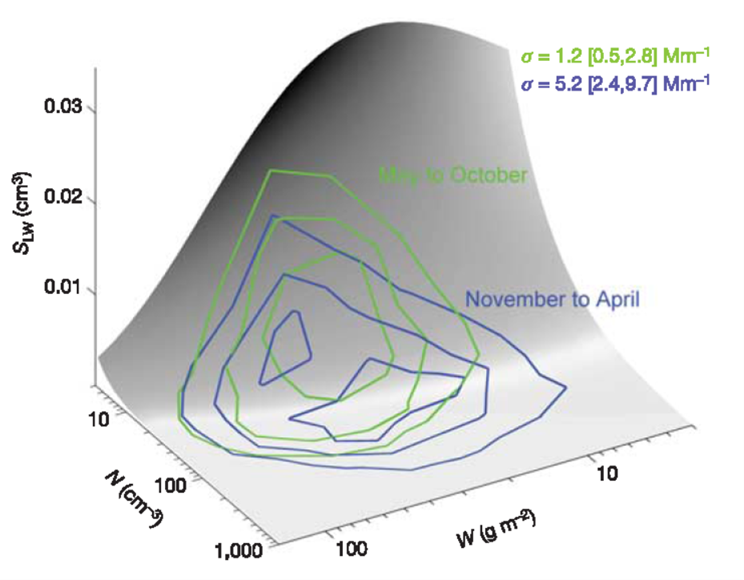 σ = 1.2 [0.5,2.8] Mm⁻¹
σ = 5.2 [2.4,9.7] Mm⁻¹
0.03
May to October
0.02
S_LW (cm³)
0.01
November to April
10
N (cm⁻³)
100
1,000
100
W (g m⁻²)
10